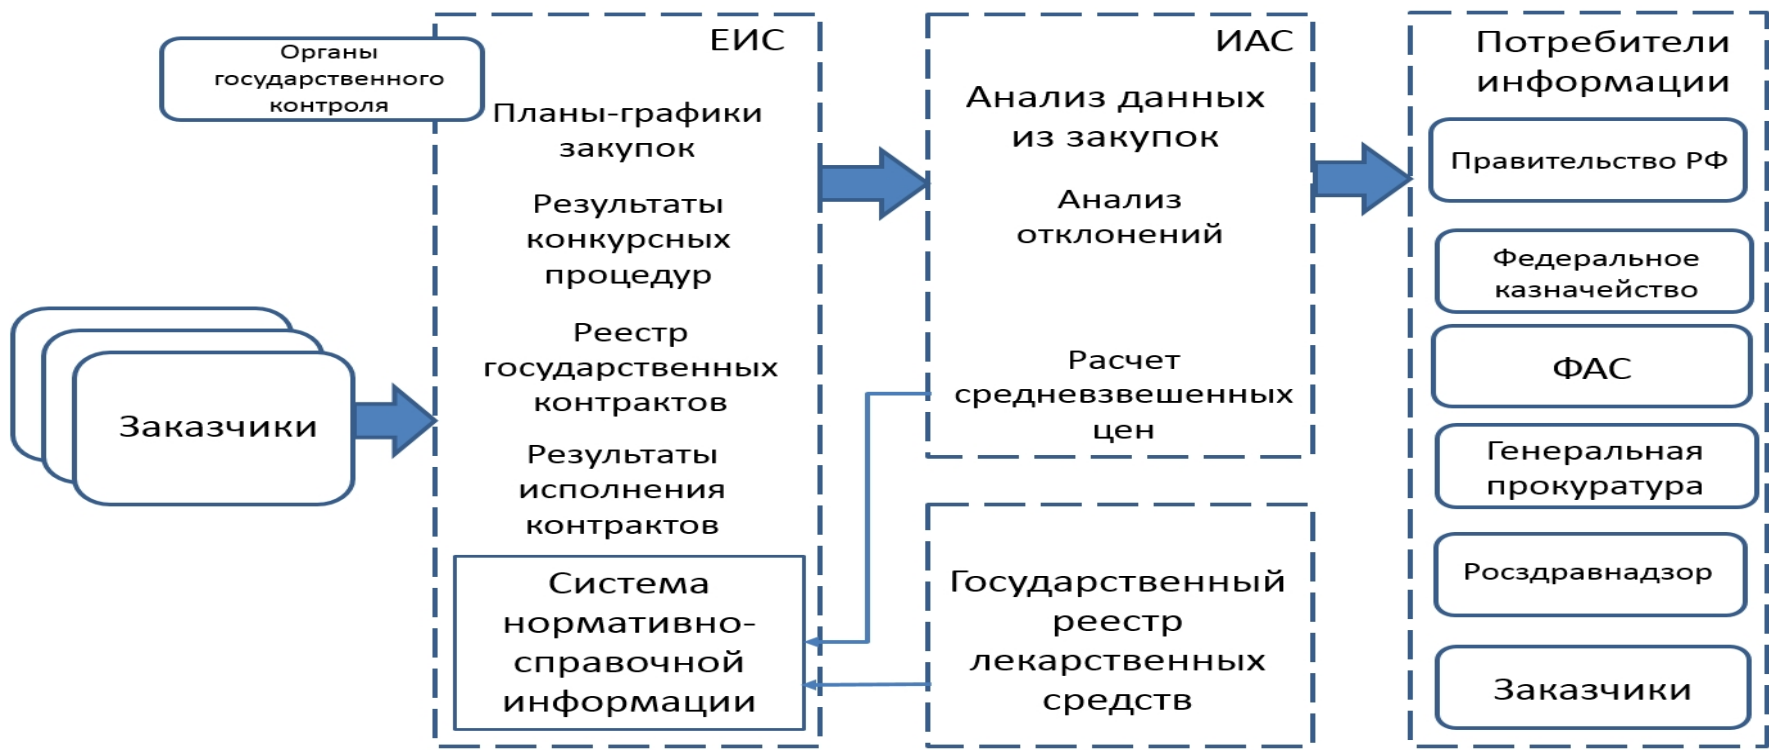 Органы
государственного
контроля
Заказчики
ЕИС
Планы-графики
закупок
Результаты
конкурсных
процедур
Реестр
государственных
контрактов
Результаты
исполнения
контрактов
Система
нормативно-
справочной
информации
ИАС
Анализ данных
из закупок
Анализ
отклонений
Расчет
средневзвешенных
цен
Государственный
реестр
лекарственных
средств
Потребители
информации
Правительство РФ
Федеральное
казначейство
ФАС
Генеральная
прокуратура
Росздравнадзор
Заказчики